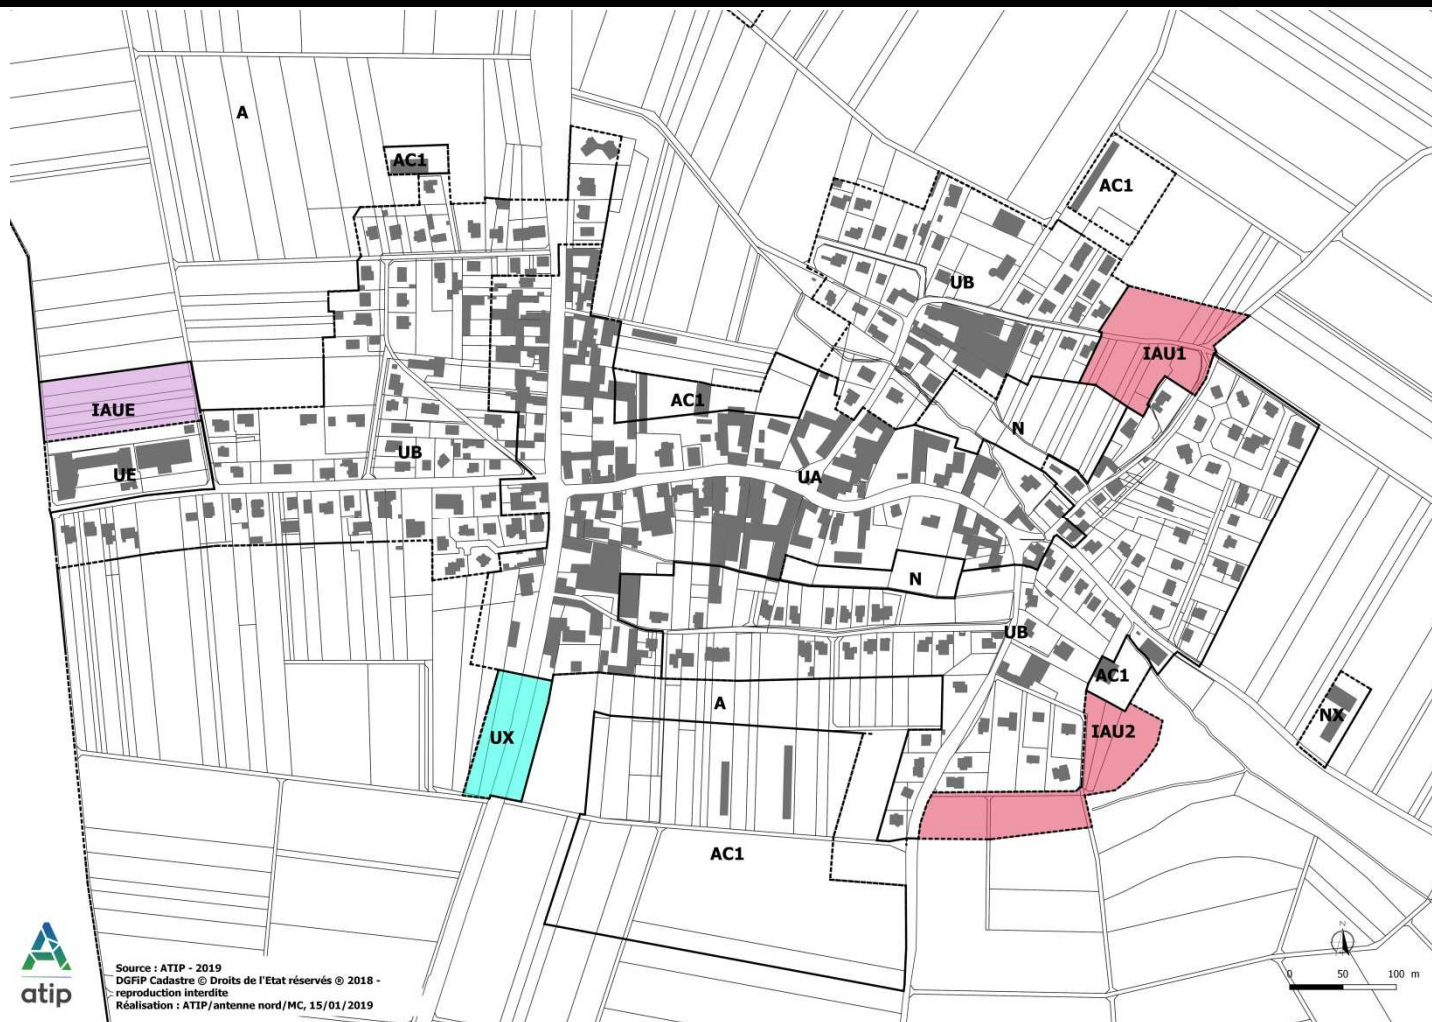 A
AC1
AC1
UB
IAU1
IAUE
AC1
N
UE
UB
UA
N
UB
AC1
A
NX
UX
IAU2
AC1
N
0 50 100 m
atip
Source : ATIP - 2019
DGFiP Cadastre © Droits de l'Etat réservés ® 2018 -
reproduction interdite
Réalisation : ATIP/antenne nord/MC, 15/01/2019